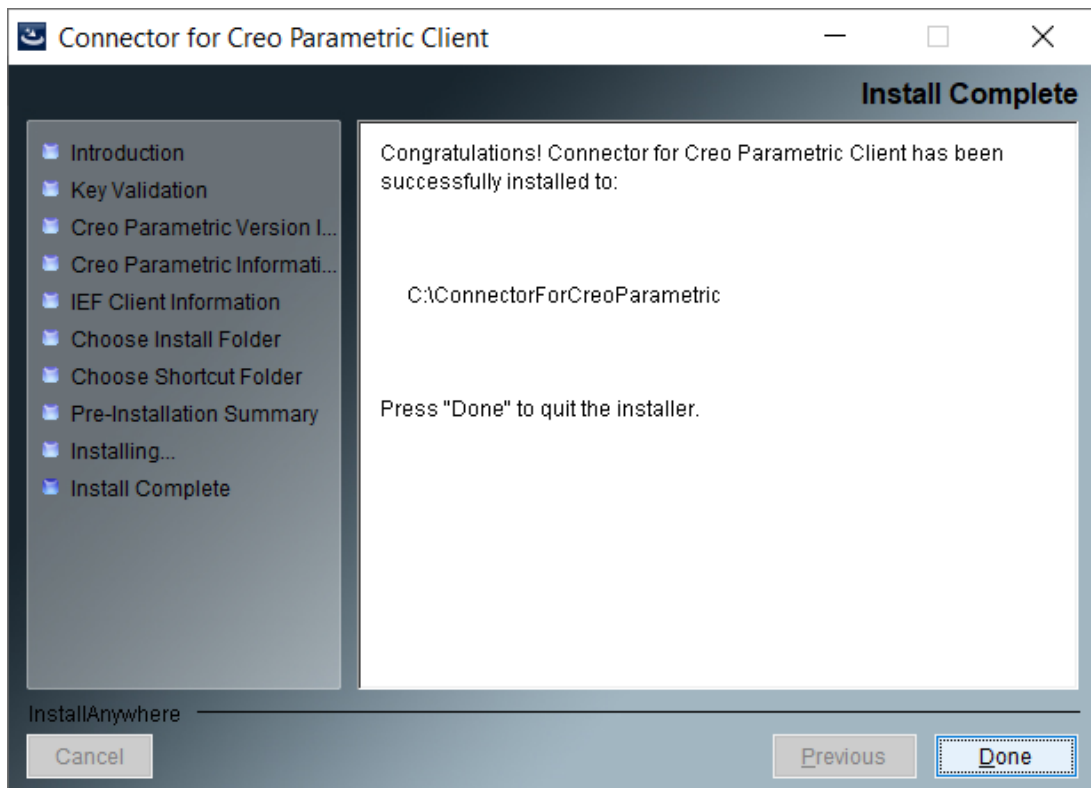 Connector for Creo Parametric Client
Install Complete
Introduction
Key Validation
Creo Parametric Version I...
Creo Parametric Informati...
IEF Client Information
Choose Install Folder
Choose Shortcut Folder
Pre-Installation Summary
Installing...
Install Complete
Congratulations! Connector for Creo Parametric Client has been
successfully installed to:
C:\ConnectorForCreoParametric
Press "Done" to quit the installer.
InstallAnywhere
Cancel
Previous
Done